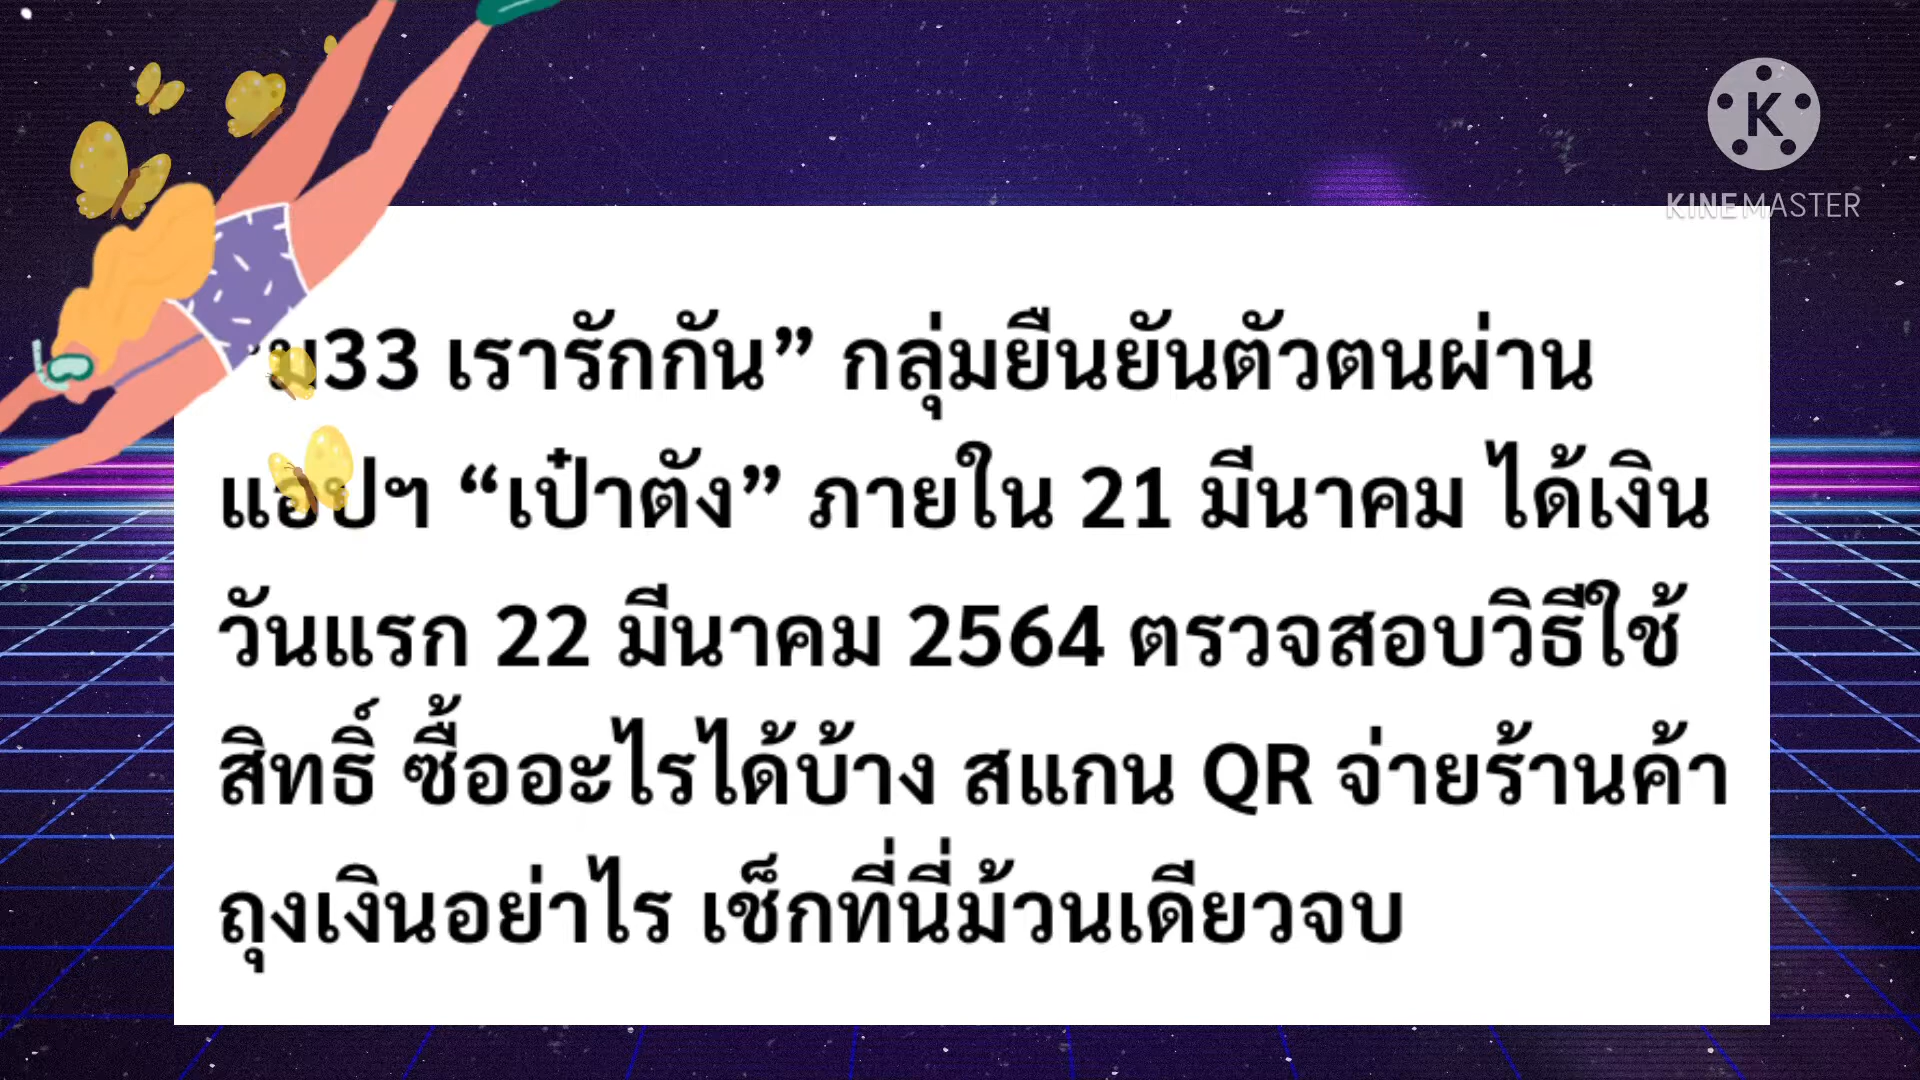 K
KINEMASTER
ม33 เรารักกัน” กลุ่มยืนยันตัวตนผ่าน
แอปฯ “เป๋าตัง” ภายใน 21 มีนาคม ได้เงิน
วันแรก 22 มีนาคม 2564 ตรวจสอบวิธีใช้
สิทธิ์ ซื้ออะไรได้บ้าง สแกน QR จ่ายร้านค้า
ถุงเงินอย่าไร เช็กที่นี่ม้วนเดียวจบ